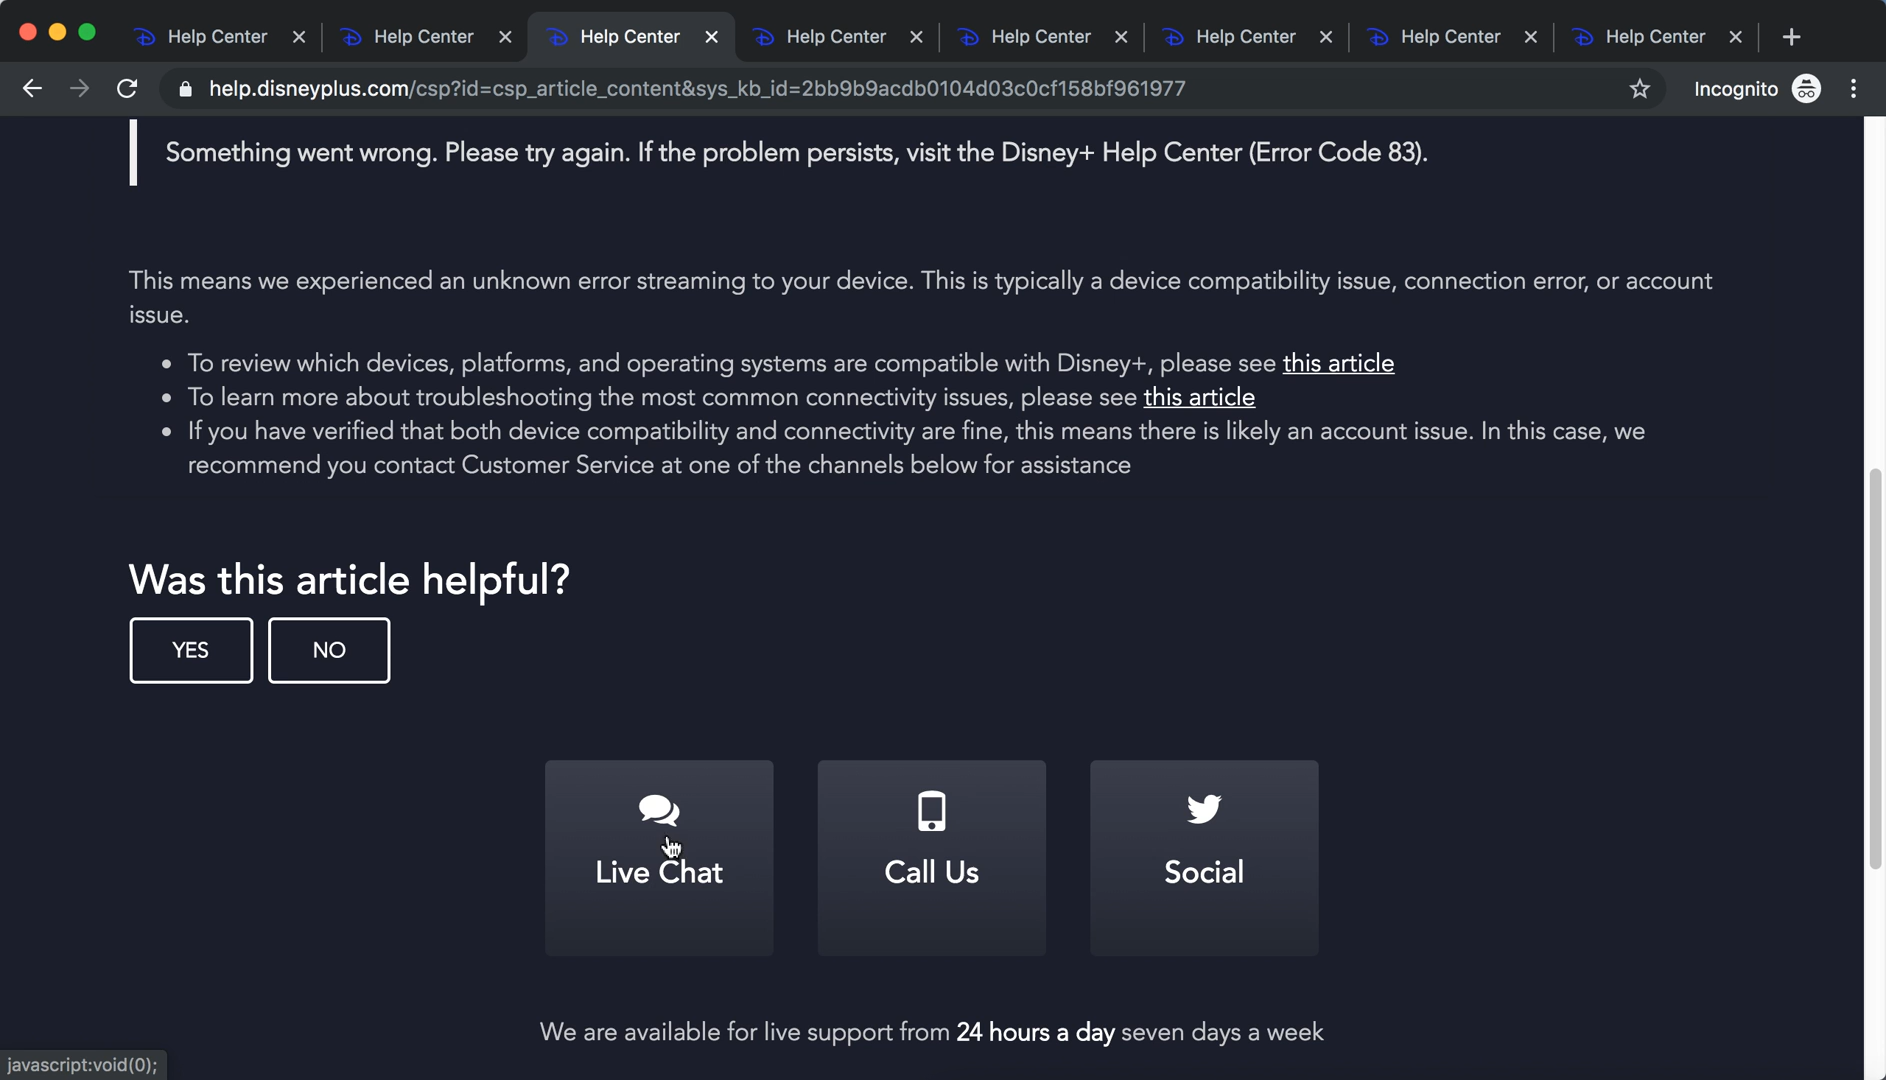 Help Center Help Center Help Center Help Center Help Center Help Center Help Center Help Center
help.disneyplus.com/csp?id=csp_article_content&sys_kb_id=2bb9b9acdb0104d03c0cf158bf961977 Incognito
Something went wrong. Please try again. If the problem persists, visit the Disney+ Help Center (Error Code 83).
This means we experienced an unknown error streaming to your device. This is typically a device compatibility issue, connection error, or account
issue.
• To review which devices, platforms, and operating systems are compatible with Disney+, please see this article
• To learn more about troubleshooting the most common connectivity issues, please see this article
• If you have verified that both device compatibility and connectivity are fine, this means there is likely an account issue. In this case, we
recommend you contact Customer Service at one of the channels below for assistance
Was this article helpful?
YES NO
Live Chat Call Us Social
We are available for live support from 24 hours a day seven days a week
javascript:void(0);